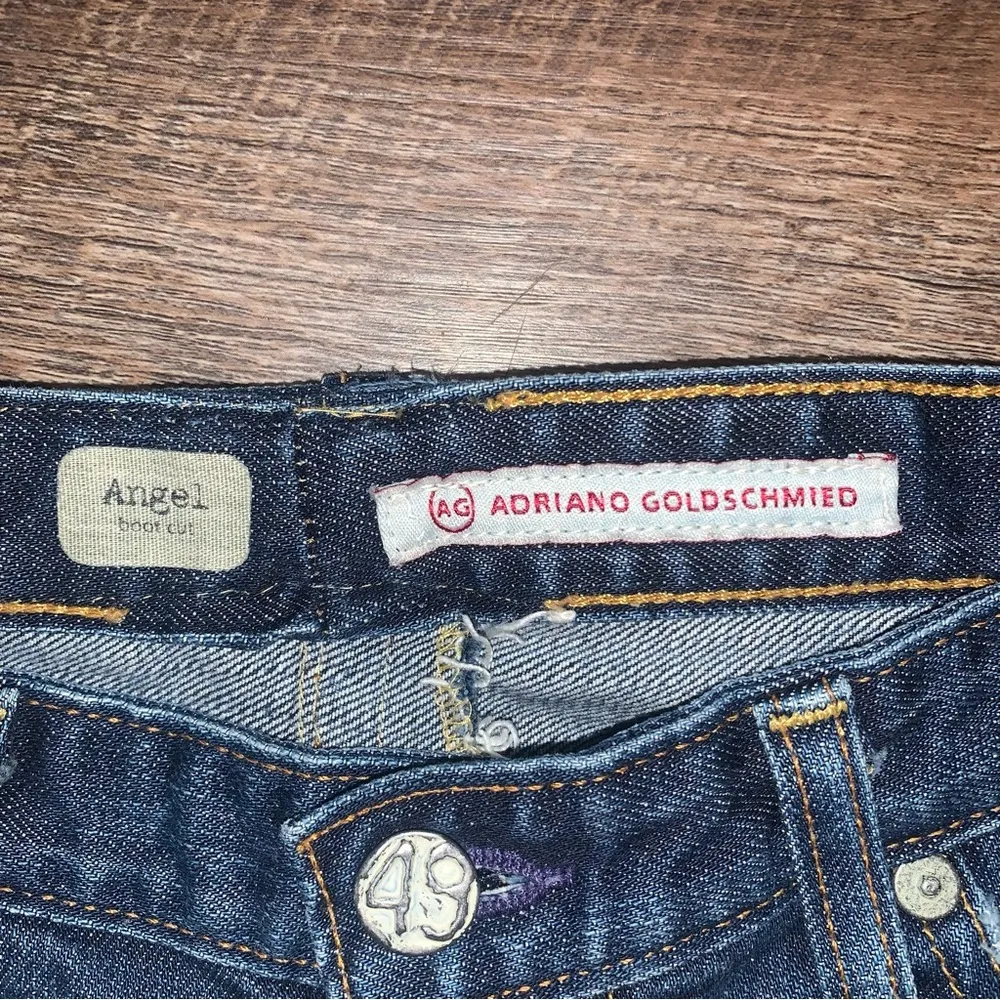 Angel
boot cut
AG ADRIANO GOLDSCHMIED
49